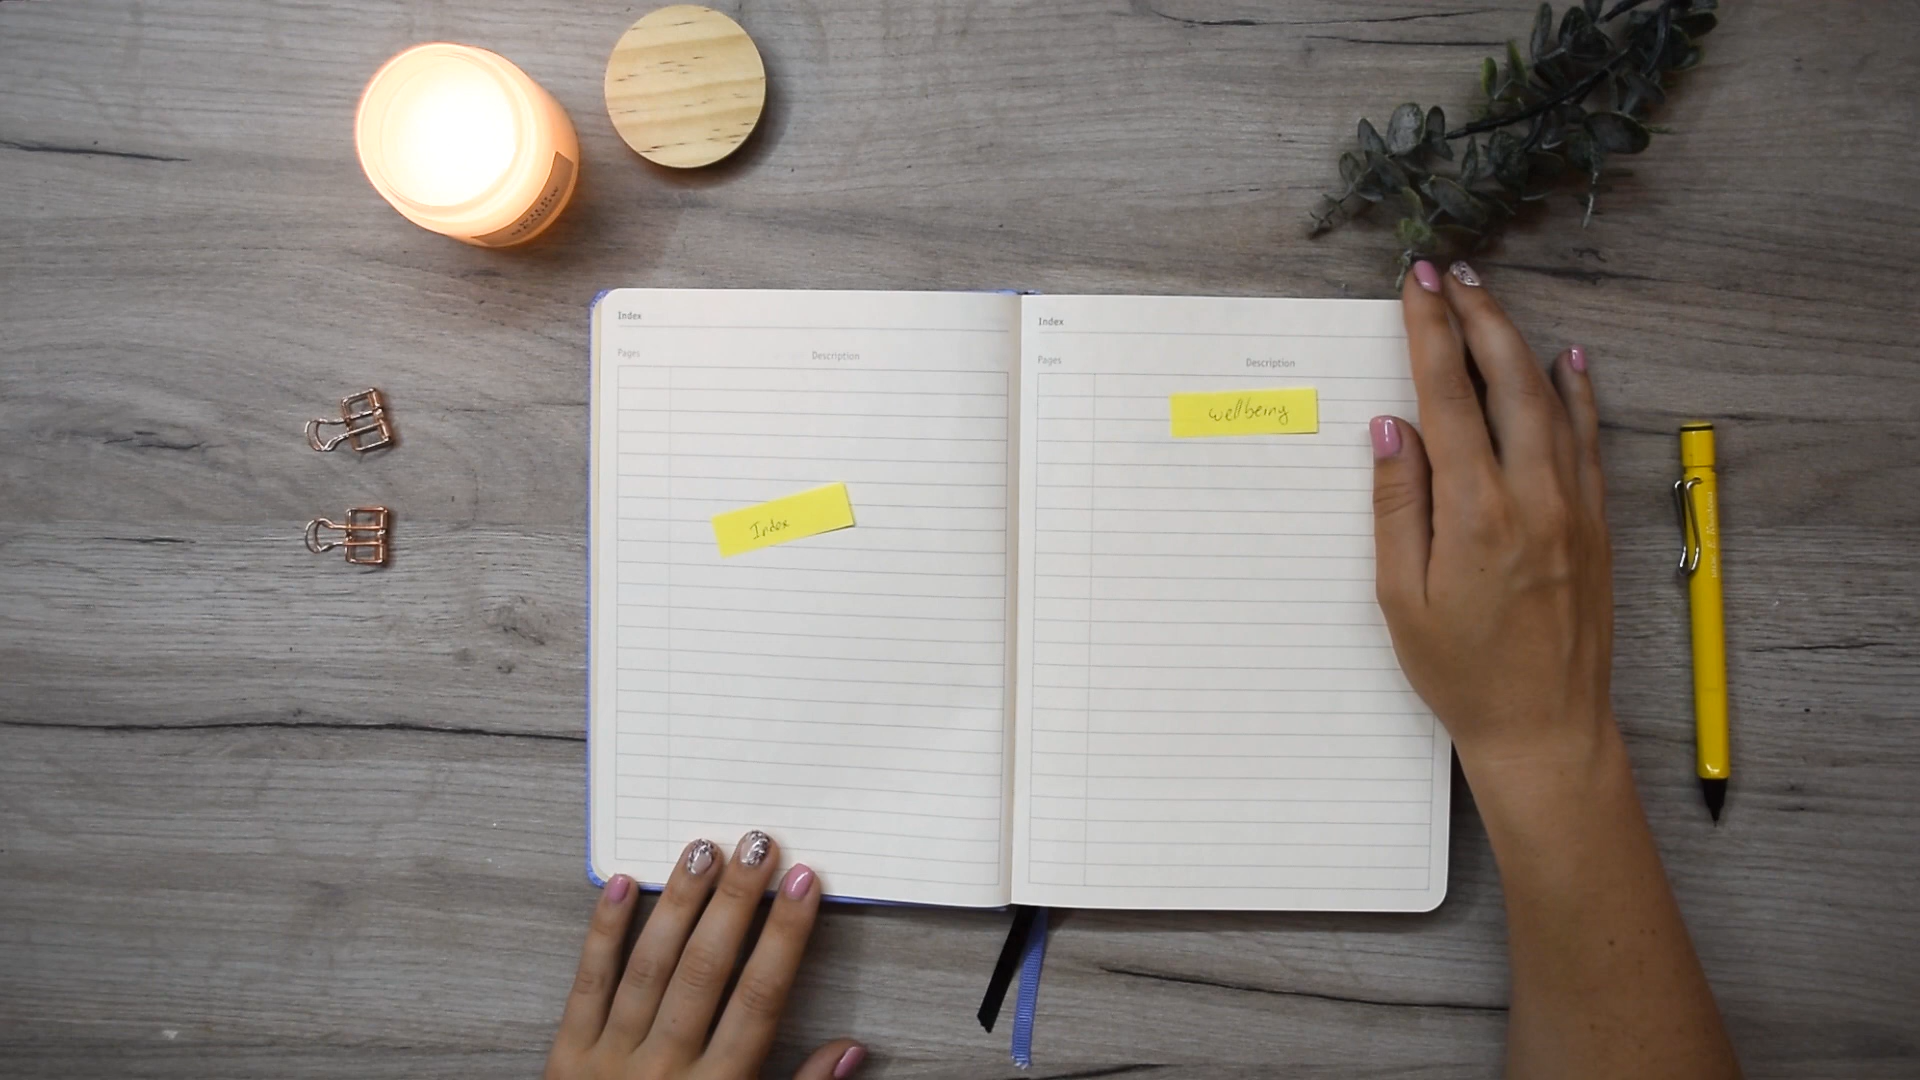 Index
Pages Description
Index
Index
Pages Description
wellbeing